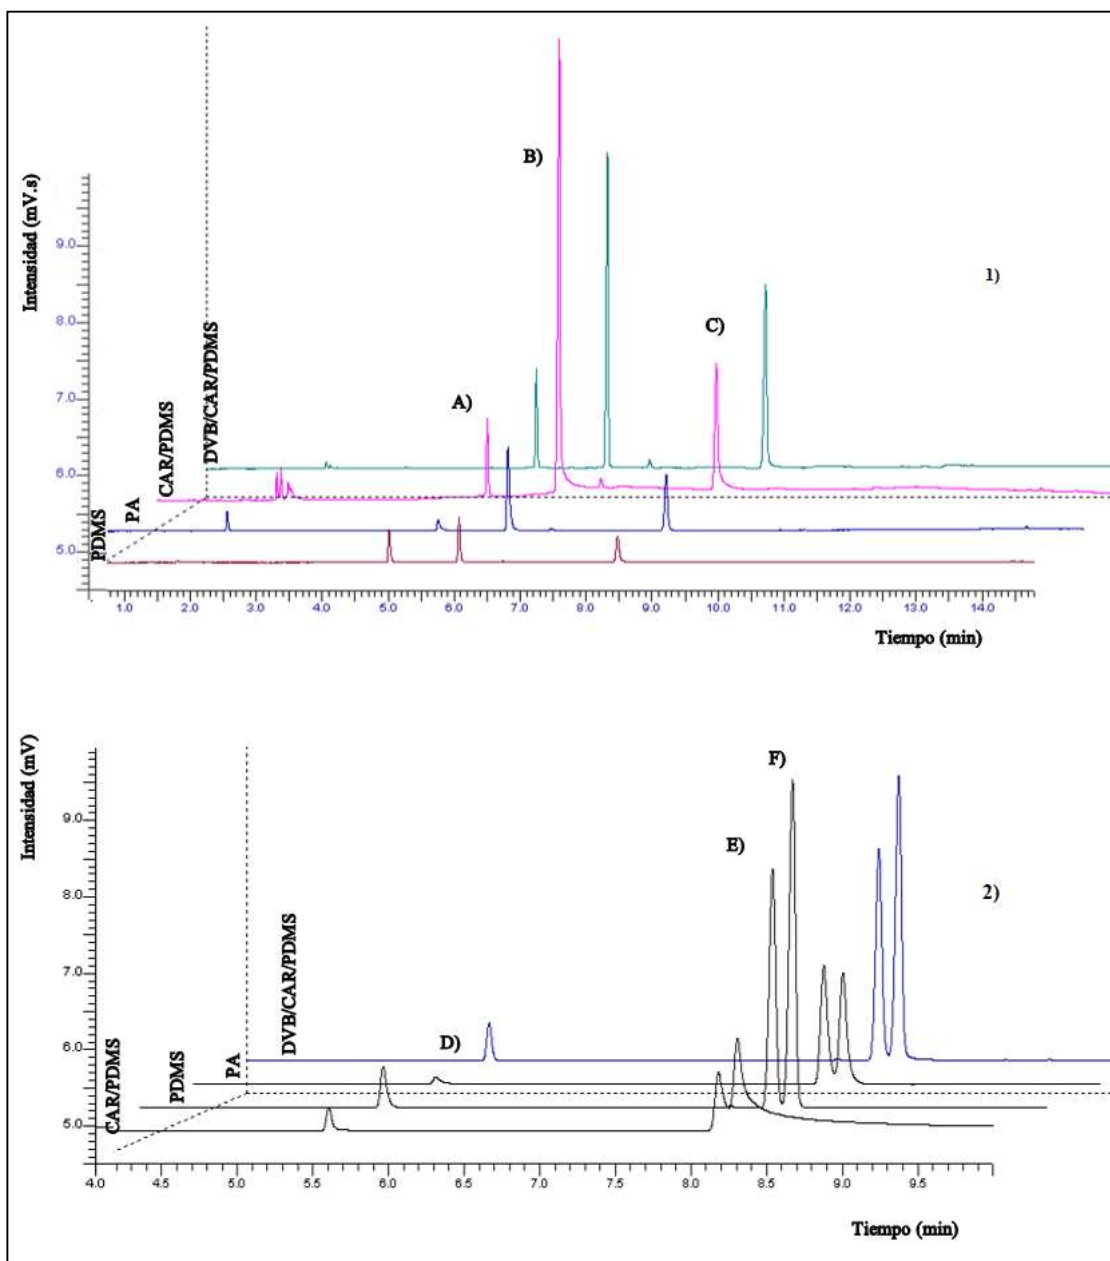 Intensidad (mV.s)
9.0
8.0
7.0
6.0
5.0
PDMS
PA
CAR/PDMS
DVB/CAR/PDMS
A)
B)
C)
1)
1.0 2.0 3.0 4.0 5.0 6.0 7.0 8.0 9.0 10.0 11.0 12.0 13.0 14.0
Tiempo (min)
Intensidad (mV)
9.0
8.0
7.0
6.0
5.0
CAR/PDMS
PDMS
PA
DVB/CAR/PDMS
D)
E)
F)
2)
4.0 4.5 5.0 5.5 6.0 6.5 7.0 7.5 8.0 8.5 9.0 9.5
Tiempo (min)